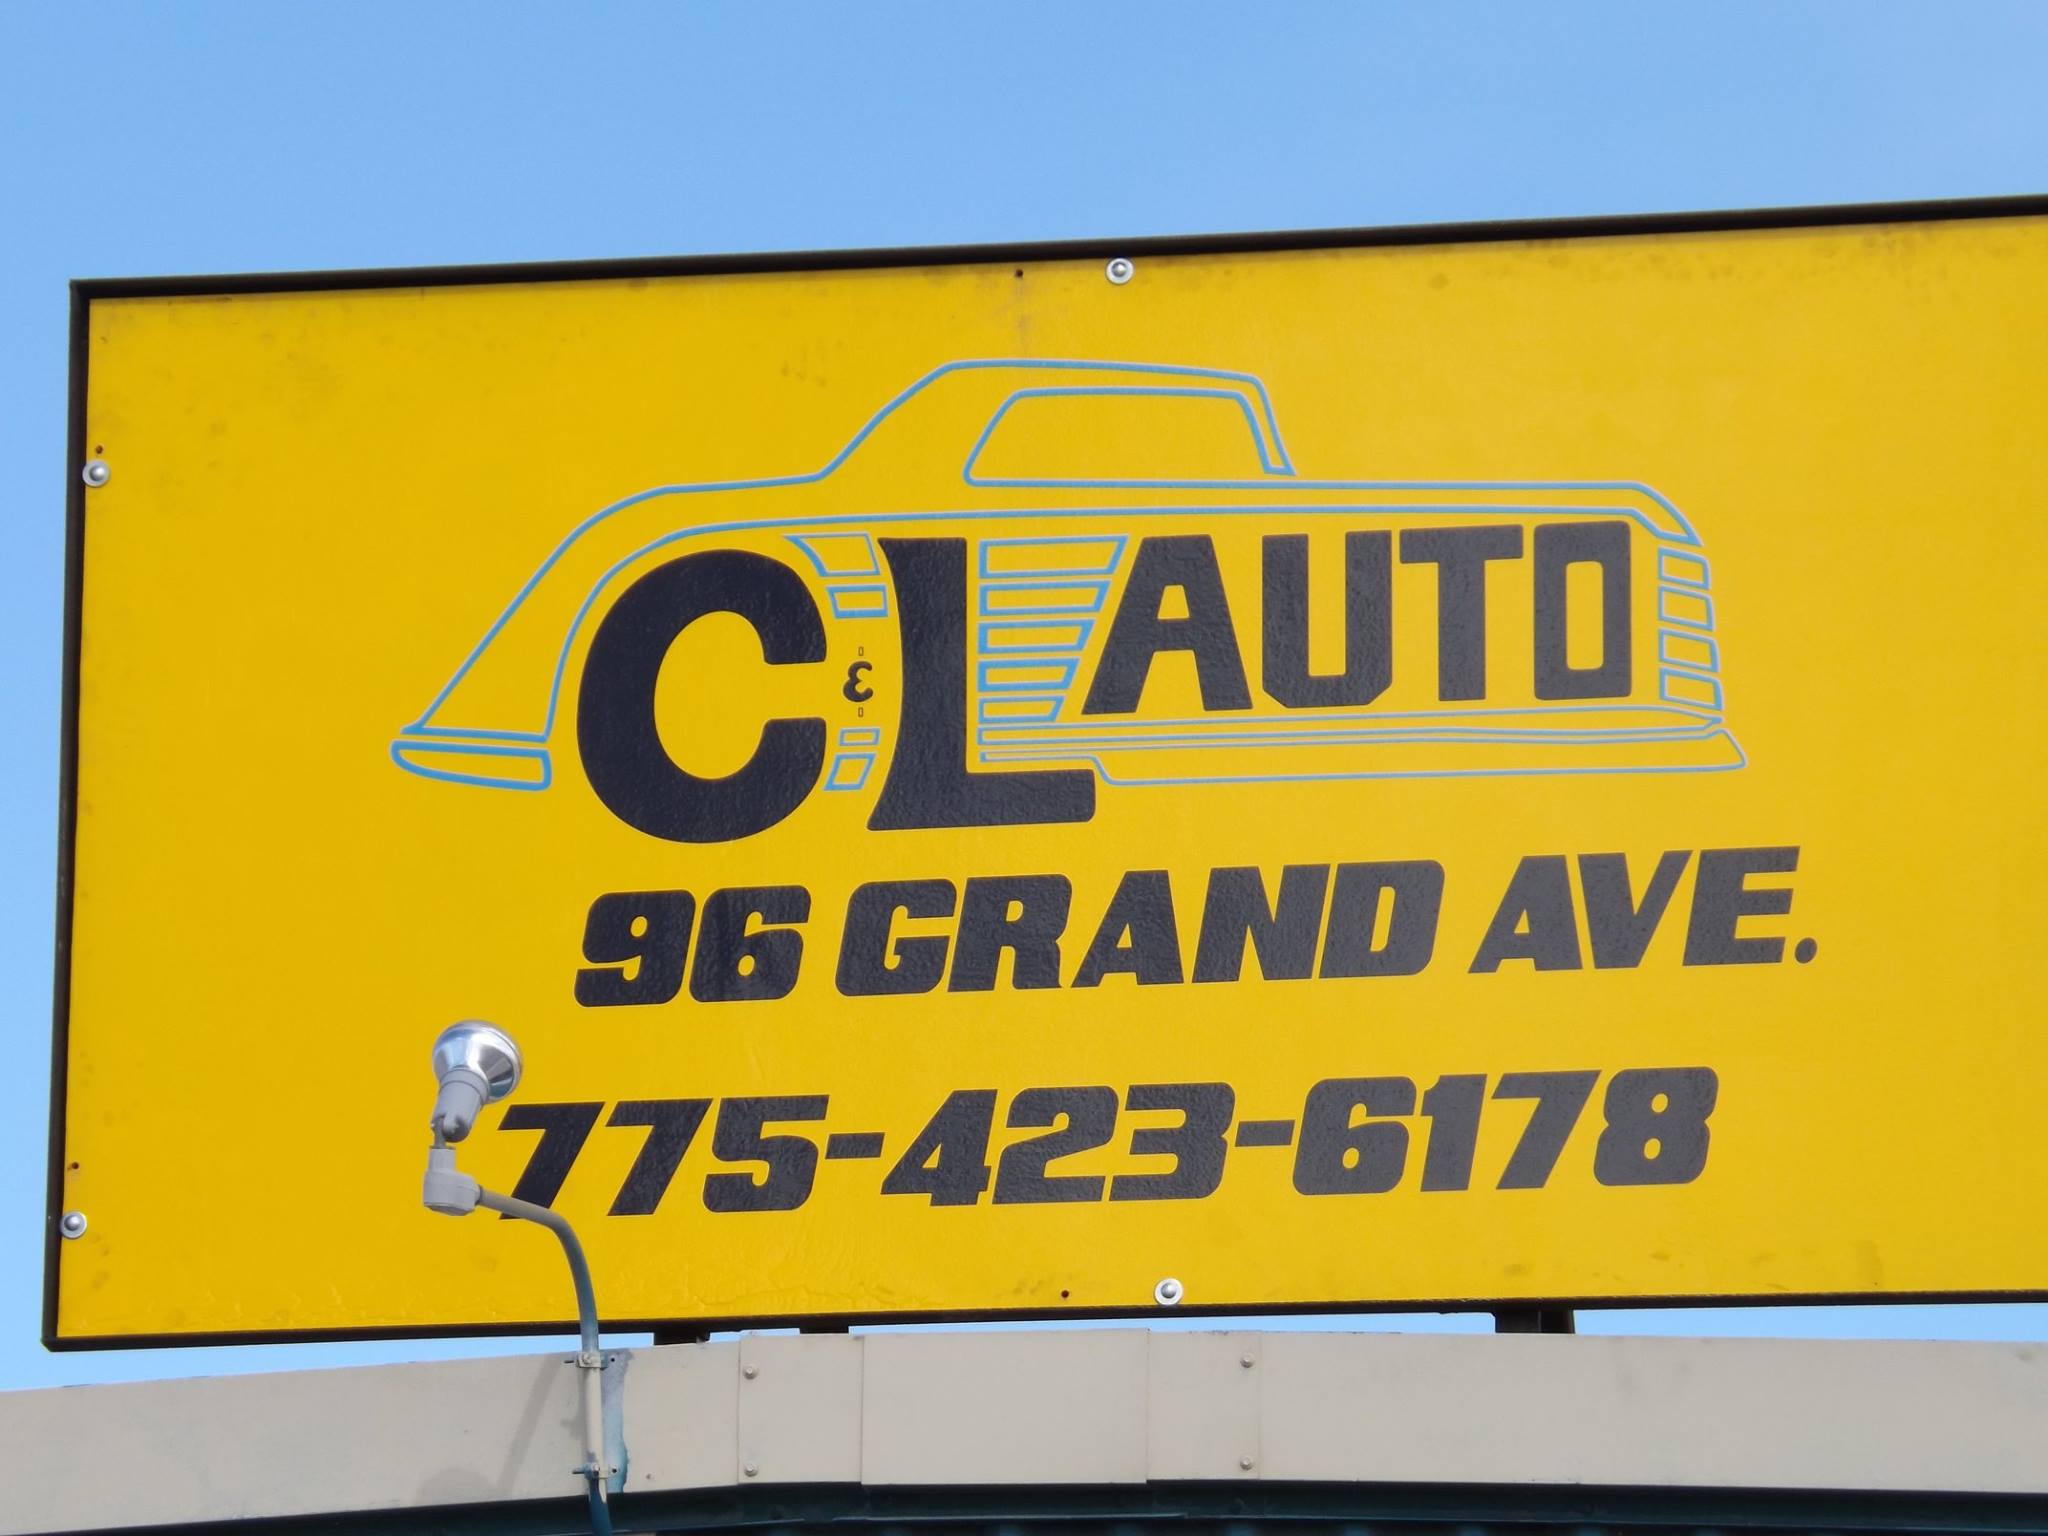 C & L AUTO
96 GRAND AVE.
775-423-6178